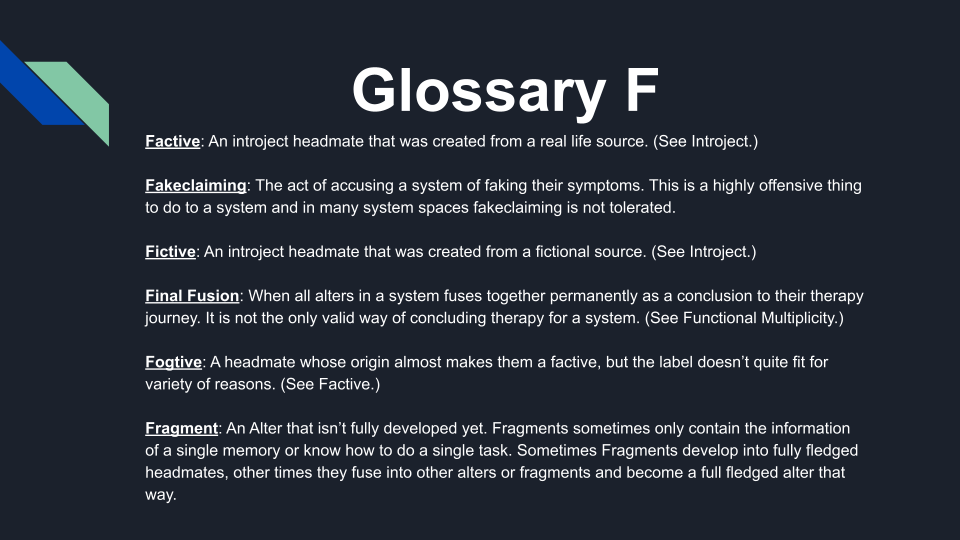 Glossary F
Factive: An introject headmate that was created from a real life source. (See Introject.)
Fakeclaiming: The act of accusing a system of faking their symptoms. This is a highly offensive thing
to do to a system and in many system spaces fakeclaiming is not tolerated.
Fictive: An introject headmate that was created from a fictional source. (See Introject.)
Final Fusion: When all alters in a system fuses together permanently as a conclusion to their therapy
journey. It is not the only valid way of concluding therapy for a system. (See Functional Multiplicity.)
Fogtive: A headmate whose origin almost makes them a factive, but the label doesn’t quite fit for
variety of reasons. (See Factive.)
Fragment: An Alter that isn’t fully developed yet. Fragments sometimes only contain the information
of a single memory or know how to do a single task. Sometimes Fragments develop into fully fledged
headmates, other times they fuse into other alters or fragments and become a full fledged alter that
way.